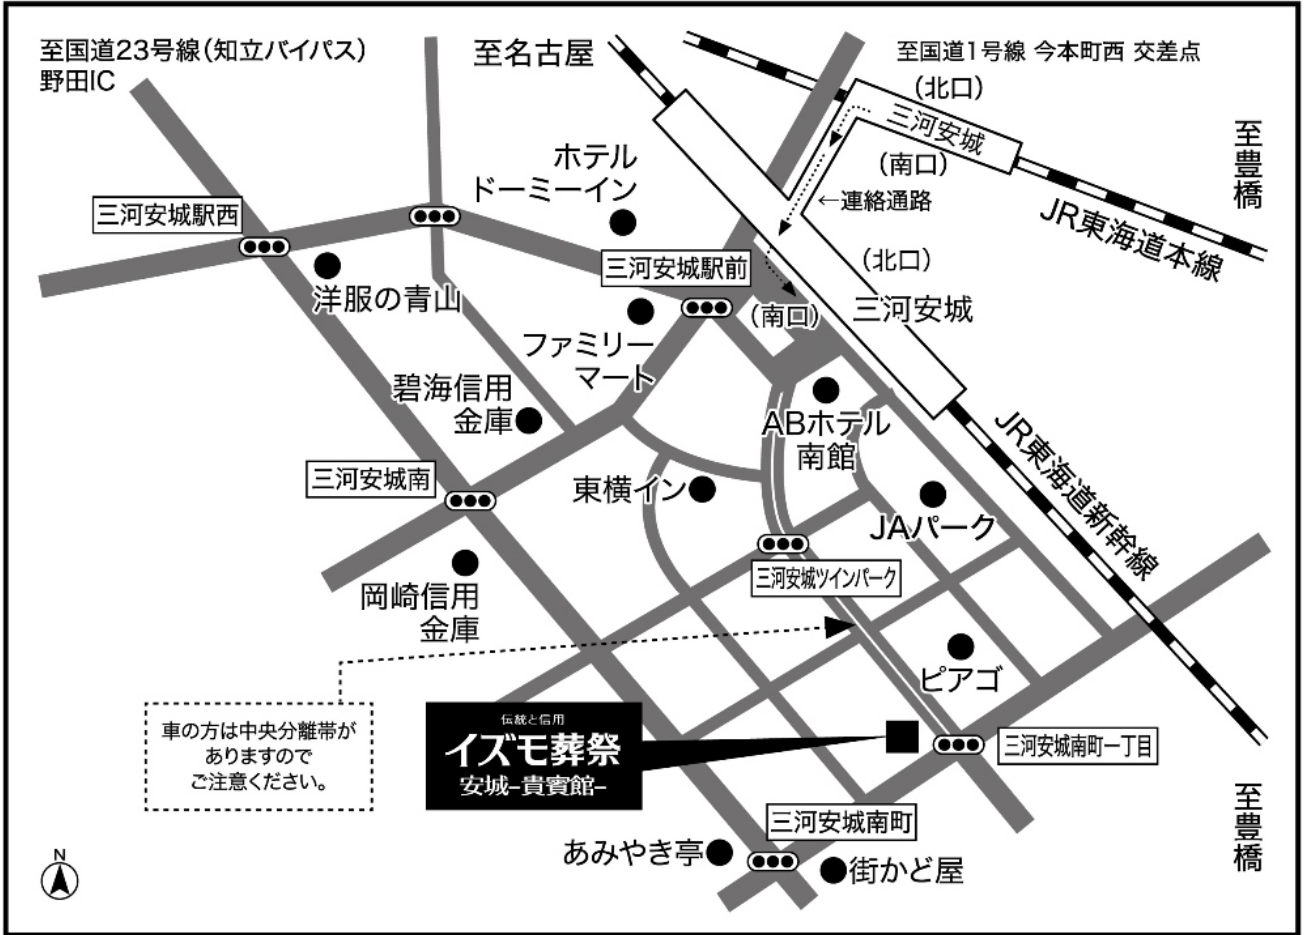 至国道23号線(知立バイパス)
野田IC
至名古屋
至国道1号線 今本町西 交差点
(北口)
三河安城
(南口)
至豊橋
←連絡通路
JR東海道本線
ホテル
ドーミーイン
三河安城駅西
洋服の青山
三河安城駅前
(北口)
三河安城
(南口)
ファミリー
マート
碧海信用
金庫
ABホテル
南館
JR東海道新幹線
三河安城南
東横イン
JAパーク
三河安城ツインパーク
岡崎信用
金庫
ピアゴ
車の方は中央分離帯が
ありますので
ご注意ください。
伝統と信用
イズモ葬祭
安城−貴賓館−
三河安城南町一丁目
三河安城南町
至豊橋
あみやき亭
街かど屋
N